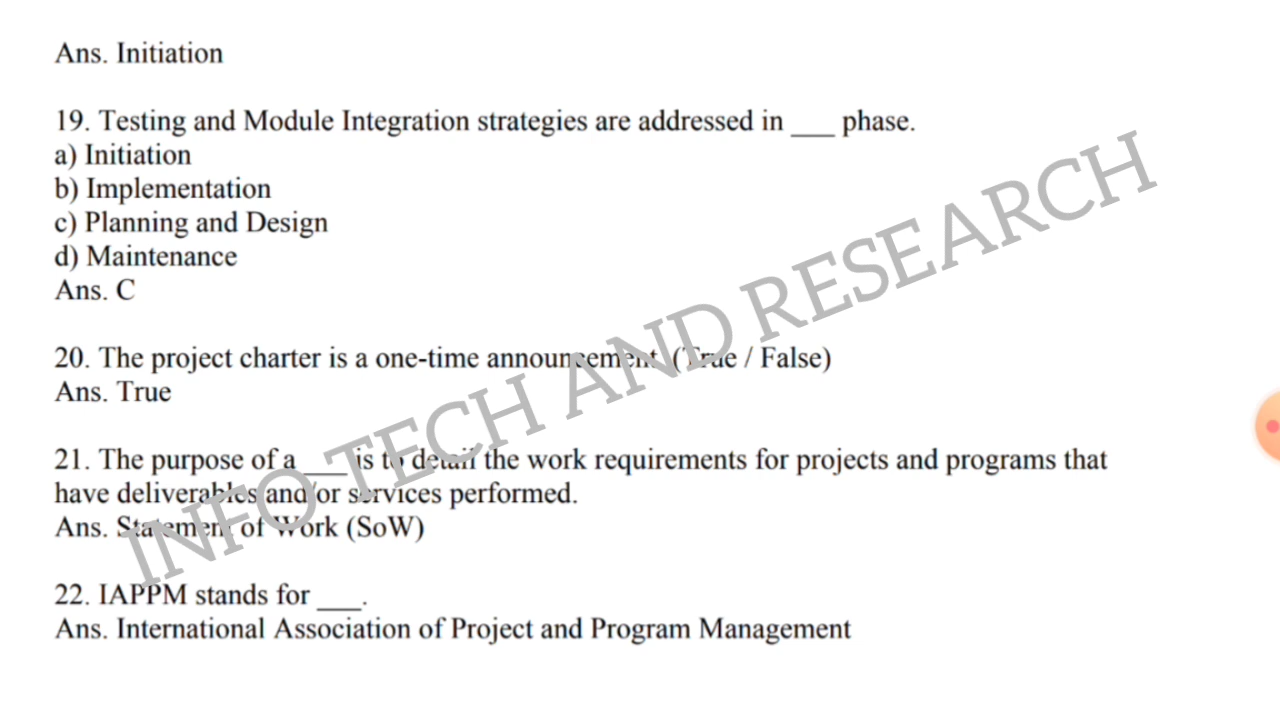 Ans. Initiation
19. Testing and Module Integration strategies are addressed in ___ phase.
a) Initiation
b) Implementation
c) Planning and Design
d) Maintenance
Ans. C
20. The project charter is a one-time announcement. (True / False)
Ans. True
21. The purpose of a ___ is to detail the work requirements for projects and programs that
have deliverables and/or services performed.
Ans. Statement of Work (SoW)
22. IAPPM stands for ___.
Ans. International Association of Project and Program Management
INFO TECH AND RESEARCH